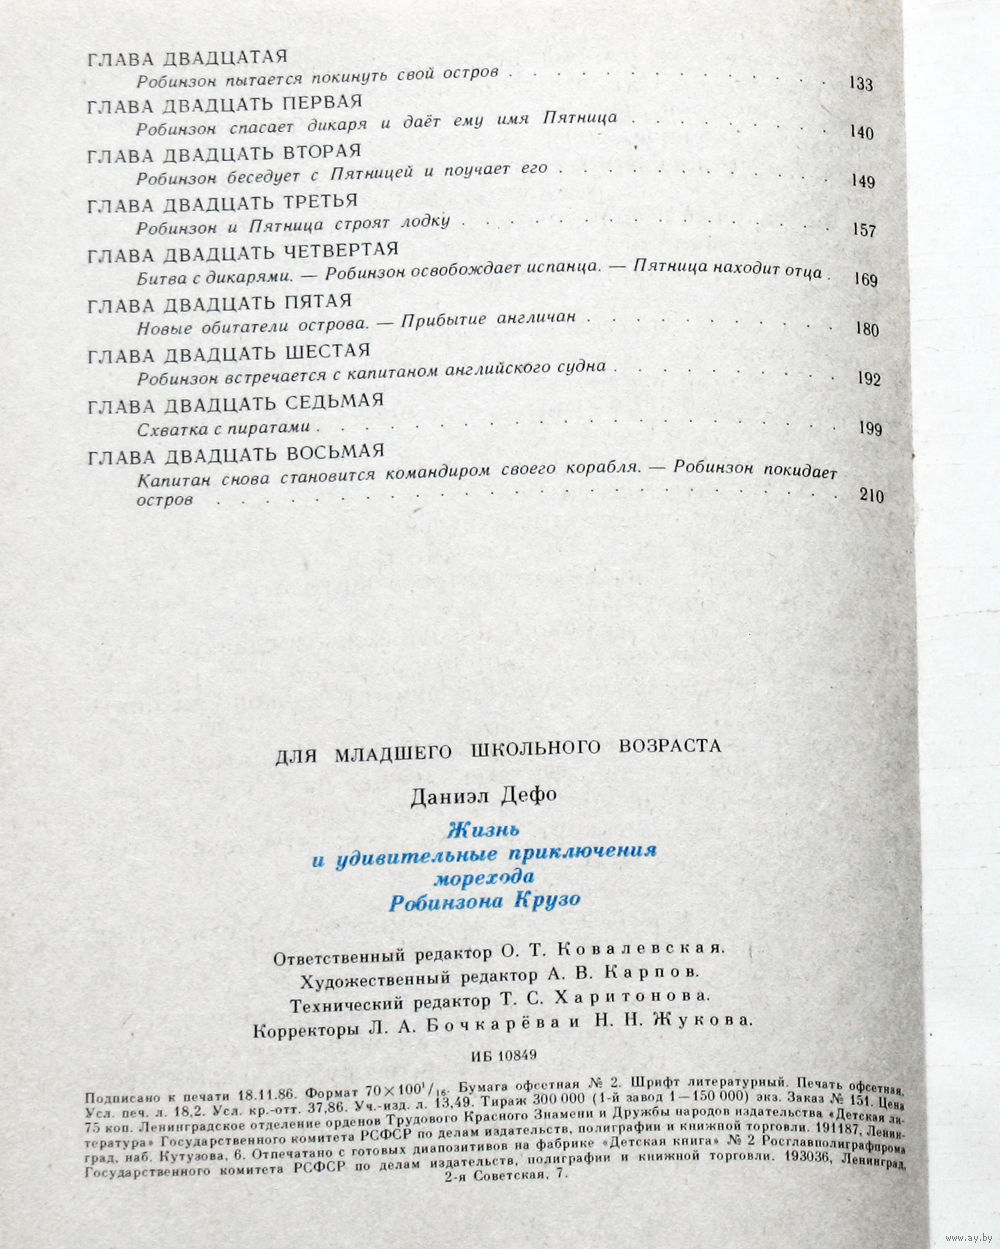 ГЛАВА ДВАДЦАТАЯ
Робинзон пытается покинуть свой остров . . . . . . . . . . . . . . 133
ГЛАВА ДВАДЦАТЬ ПЕРВАЯ
Робинзон спасает дикаря и даёт ему имя Пятница . . . . . . . . . 140
ГЛАВА ДВАДЦАТЬ ВТОРАЯ
Робинзон беседует с Пятницей и поучает его . . . . . . . . . . . . 149
ГЛАВА ДВАДЦАТЬ ТРЕТЬЯ
Робинзон и Пятница строят лодку . . . . . . . . . . . . . . . . 157
ГЛАВА ДВАДЦАТЬ ЧЕТВЕРТАЯ
Битва с дикарями. — Робинзон освобождает испанца. — Пятница находит отца . 169
ГЛАВА ДВАДЦАТЬ ПЯТАЯ
Новые обитатели острова. — Прибытие англичан . . . . . . . . . . . 180
ГЛАВА ДВАДЦАТЬ ШЕСТАЯ
Робинзон встречается с капитаном английского судна . . . . . . . . . 192
ГЛАВА ДВАДЦАТЬ СЕДЬМАЯ
Схватка с пиратами . . . . . . . . . . . . . . . . . . . . . . 199
ГЛАВА ДВАДЦАТЬ ВОСЬМАЯ
Капитан снова становится командиром своего корабля. — Робинзон покидает
остров . . . . . . . . . . . . . . . . . . . . . . . . . . 210
ДЛЯ МЛАДШЕГО ШКОЛЬНОГО ВОЗРАСТА
Даниэл Дефо
Жизнь
и удивительные приключения
морехода
Робинзона Крузо
Ответственный редактор О. Т. Ковалевская.
Художественный редактор А. В. Карпов.
Технический редактор Т. С. Харитонова.
Корректоры Л. А. Бочкарёва и Н. Н. Жукова.
ИБ 10849
Подписано к печати 18.11.86. Формат 70×100¹/₁₆. Бумага офсетная № 2. Шрифт литературный. Печать офсетная.
Усл. печ. л. 18,2. Усл. кр.-отт. 37,86. Уч.-изд. л. 13,49. Тираж 300 000 (1-й завод 1—150 000) экз. Заказ № 151. Цена
75 коп. Ленинградское отделение орденов Трудового Красного Знамени и Дружбы народов издательства «Детская ли-
тература» Государственного комитета РСФСР по делам издательств, полиграфии и книжной торговли. 191187, Ленин-
град, наб. Кутузова, 6. Отпечатано с готовых диапозитивов на фабрике «Детская книга» № 2 Росглавполиграфпрома
Государственного комитета РСФСР по делам издательств, полиграфии и книжной торговли. 193036, Ленинград,
2-я Советская, 7.
www.ay.by